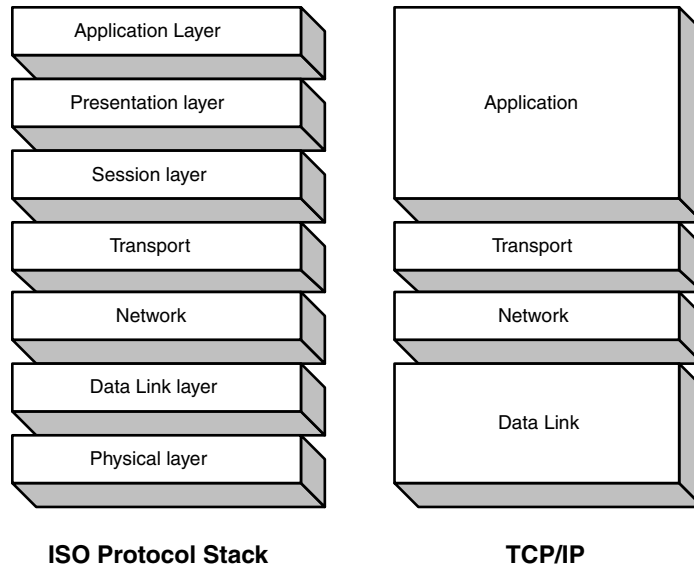 Application Layer
Presentation layer
Session layer
Transport
Network
Data Link layer
Physical layer
ISO Protocol Stack
Application
Transport
Network
Data Link
TCP/IP